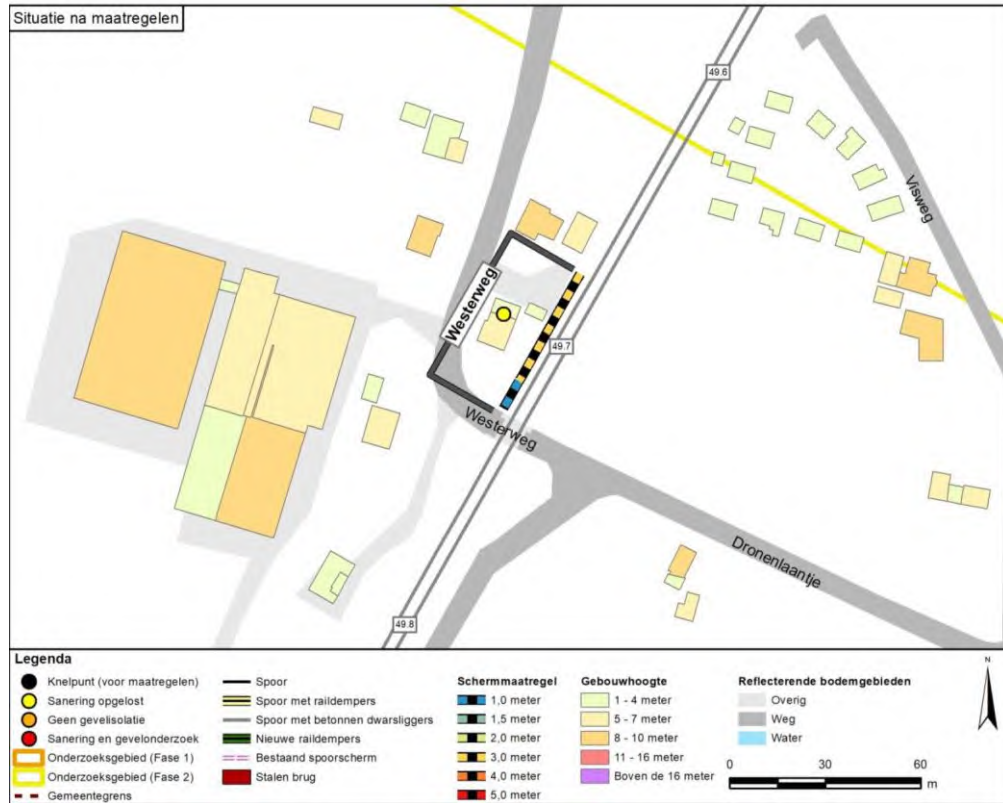 Situatie na maatregelen
49.6
Visweg
Westerweg
49.7
Westerweg
Dronenlaantje
49.8
Legenda
Knelpunt (voor maatregelen)
Sanering opgelost
Geen gevelisolatie
Sanering en gevelonderzoek
Onderzoeksgebied (Fase 1)
Onderzoeksgebied (Fase 2)
Gemeentegrens
Spoor
Spoor met raildempers
Spoor met betonnen dwarsliggers
Nieuwe raildempers
Bestaand spoorscherm
Stalen brug
Schermmaatregel
1,0 meter
1,5 meter
2,0 meter
3,0 meter
4,0 meter
5,0 meter
Gebouwhoogte
1 - 4 meter
5 - 7 meter
8 - 10 meter
11 - 16 meter
Boven de 16 meter
Reflecterende bodemgebieden
Overig
Weg
Water
N
0 30 60
m